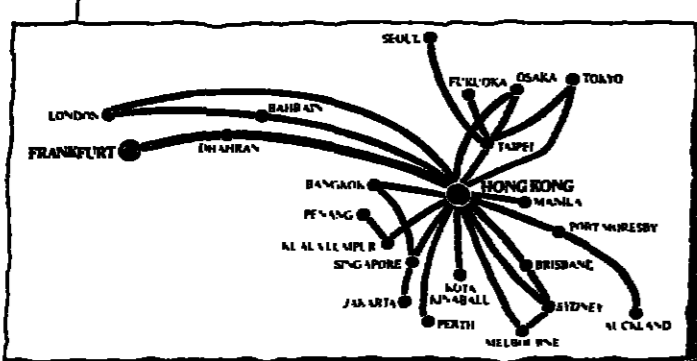 SEOUL
FUKUOKA
OSAKA
TOKYO
LONDON
BAHRAIN
TAIPEI
FRANKFURT
DHAHRAN
BANGKOK
HONG KONG
MANILA
PENANG
PORT MORESBY
KUALA LUMPUR
SINGAPORE
BRISBANE
KOTA
KINABALU
JAKARTA
SYDNEY
PERTH
AUCKLAND
MELBOURNE